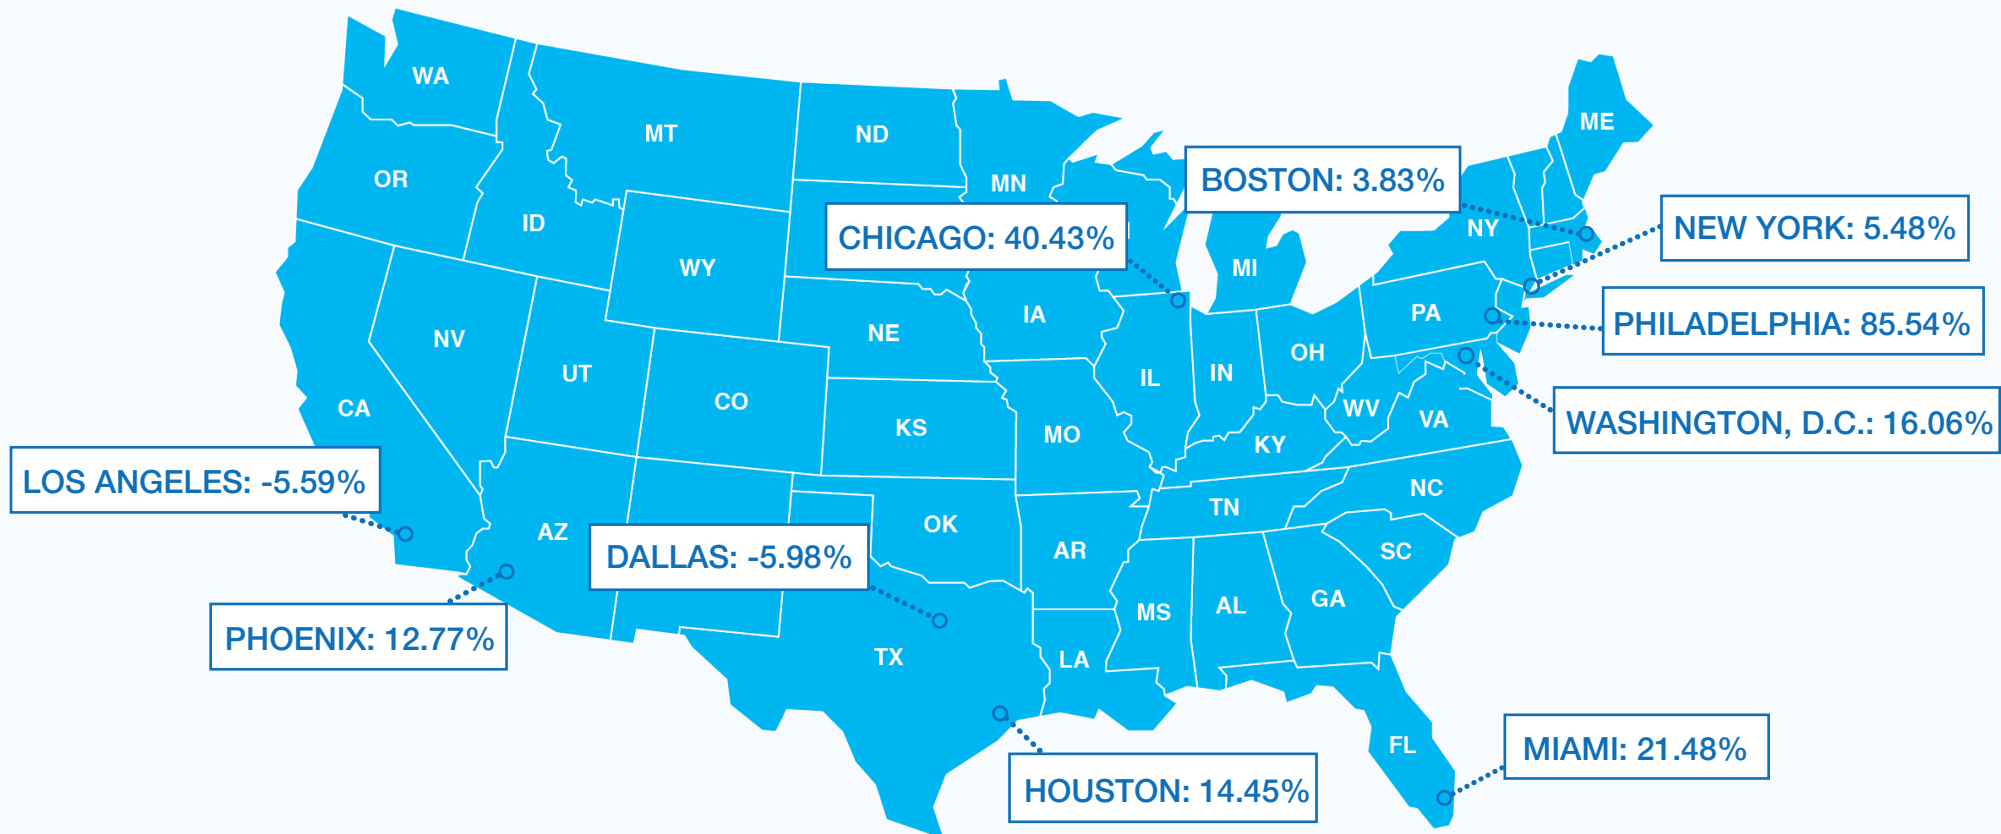 WA
MT
ND
ME
OR
MN
BOSTON: 3.83%
ID
NY
NEW YORK: 5.48%
CHICAGO: 40.43%
WY
MI
IA
PA
PHILADELPHIA: 85.54%
NV
NE
OH
UT
IL
IN
CO
CA
WV
VA
WASHINGTON, D.C.: 16.06%
KS
MO
KY
LOS ANGELES: -5.59%
NC
TN
AZ
OK
DALLAS: -5.98%
AR
SC
PHOENIX: 12.77%
MS
AL
GA
TX
LA
FL
MIAMI: 21.48%
HOUSTON: 14.45%